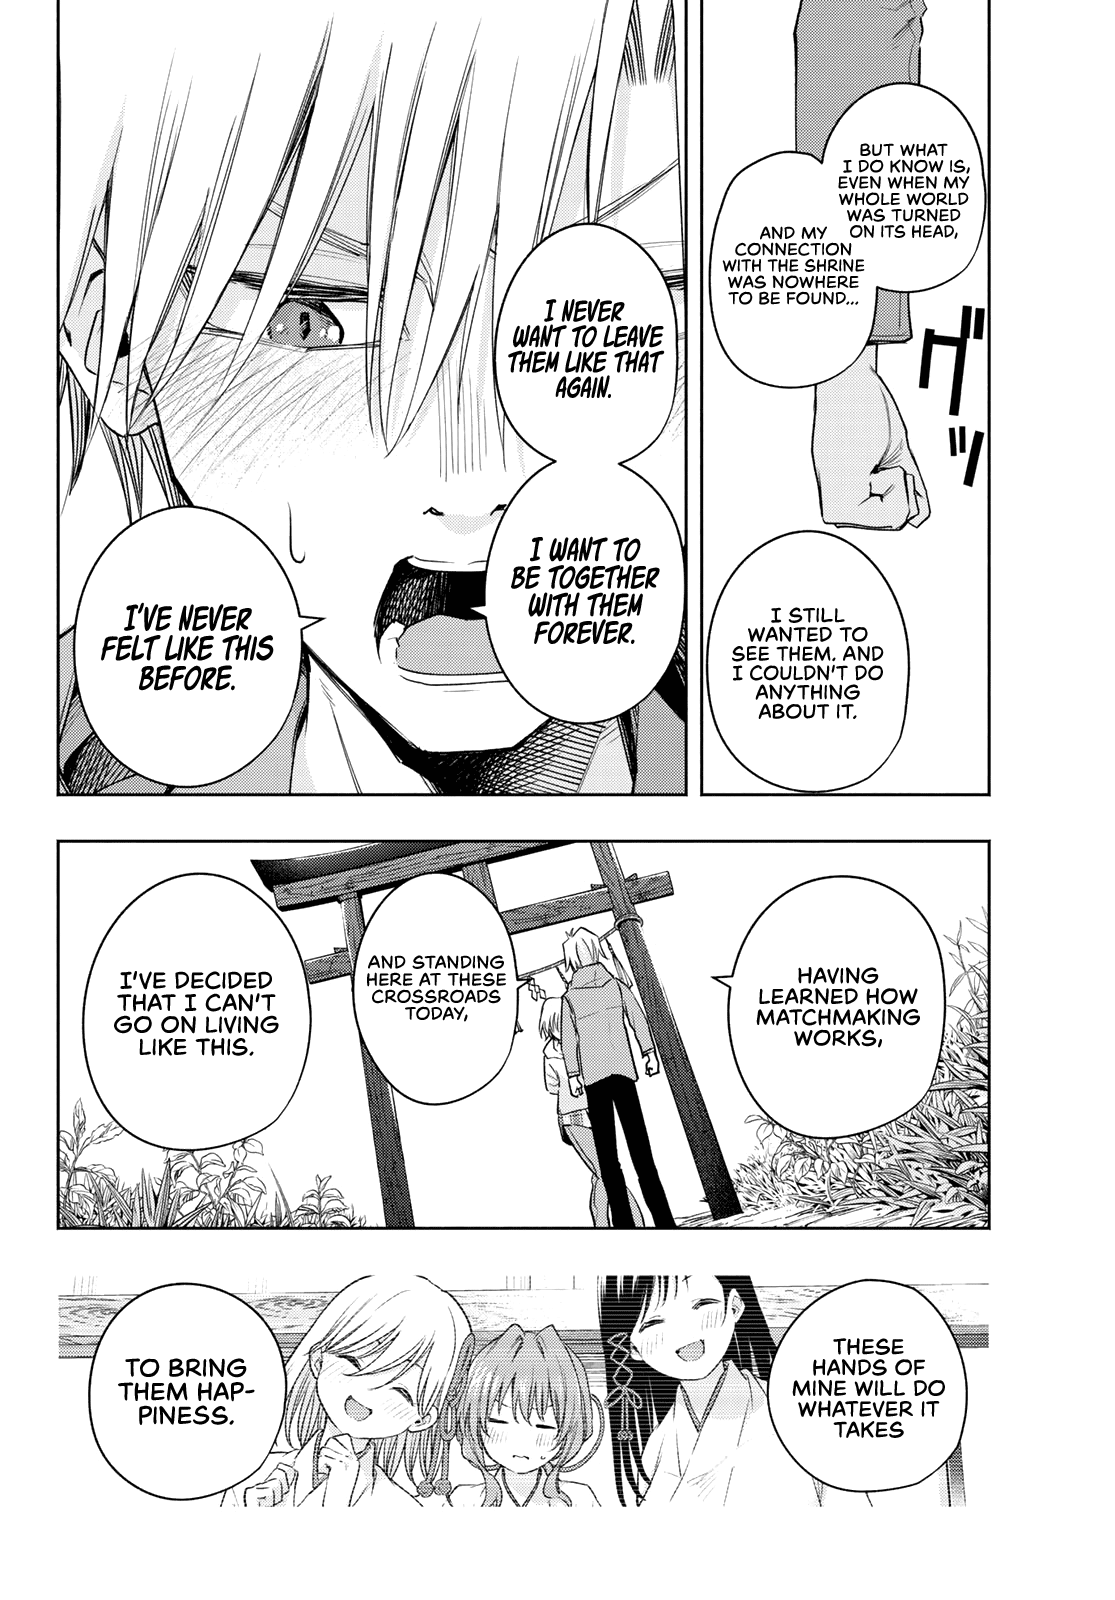 BUT WHAT
I DO KNOW IS,
EVEN WHEN MY
WHOLE WORLD
WAS TURNED
ON ITS HEAD,
AND MY
CONNECTION
WITH THE SHRINE
WAS NOWHERE
TO BE FOUND...
グッ
I STILL
WANTED TO
SEE THEM. AND
I COULDN'T DO
ANYTHING
ABOUT IT.
I NEVER
WANT TO LEAVE
THEM LIKE THAT
AGAIN.
I WANT TO
BE TOGETHER
WITH THEM
FOREVER.
I'VE NEVER
FELT LIKE THIS
BEFORE.
HAVING
LEARNED HOW
MATCHMAKING
WORKS,
AND STANDING
HERE AT THESE
CROSSROADS
TODAY,
I'VE DECIDED
THAT I CAN'T
GO ON LIVING
LIKE THIS.
THESE
HANDS OF
MINE WILL DO
WHATEVER IT
TAKES
TO BRING
THEM HAP-
PINESS.